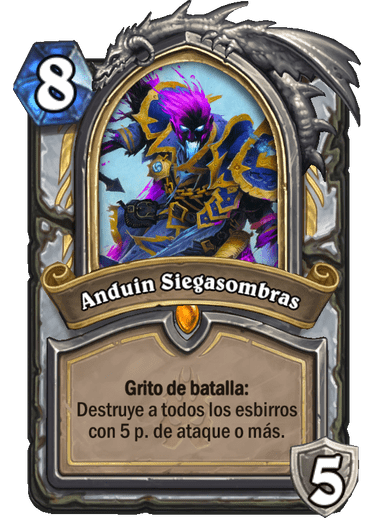 8
Anduin Siegasombras
Grito de batalla:
Destruye a todos los esbirros
con 5 p. de ataque o más.
5